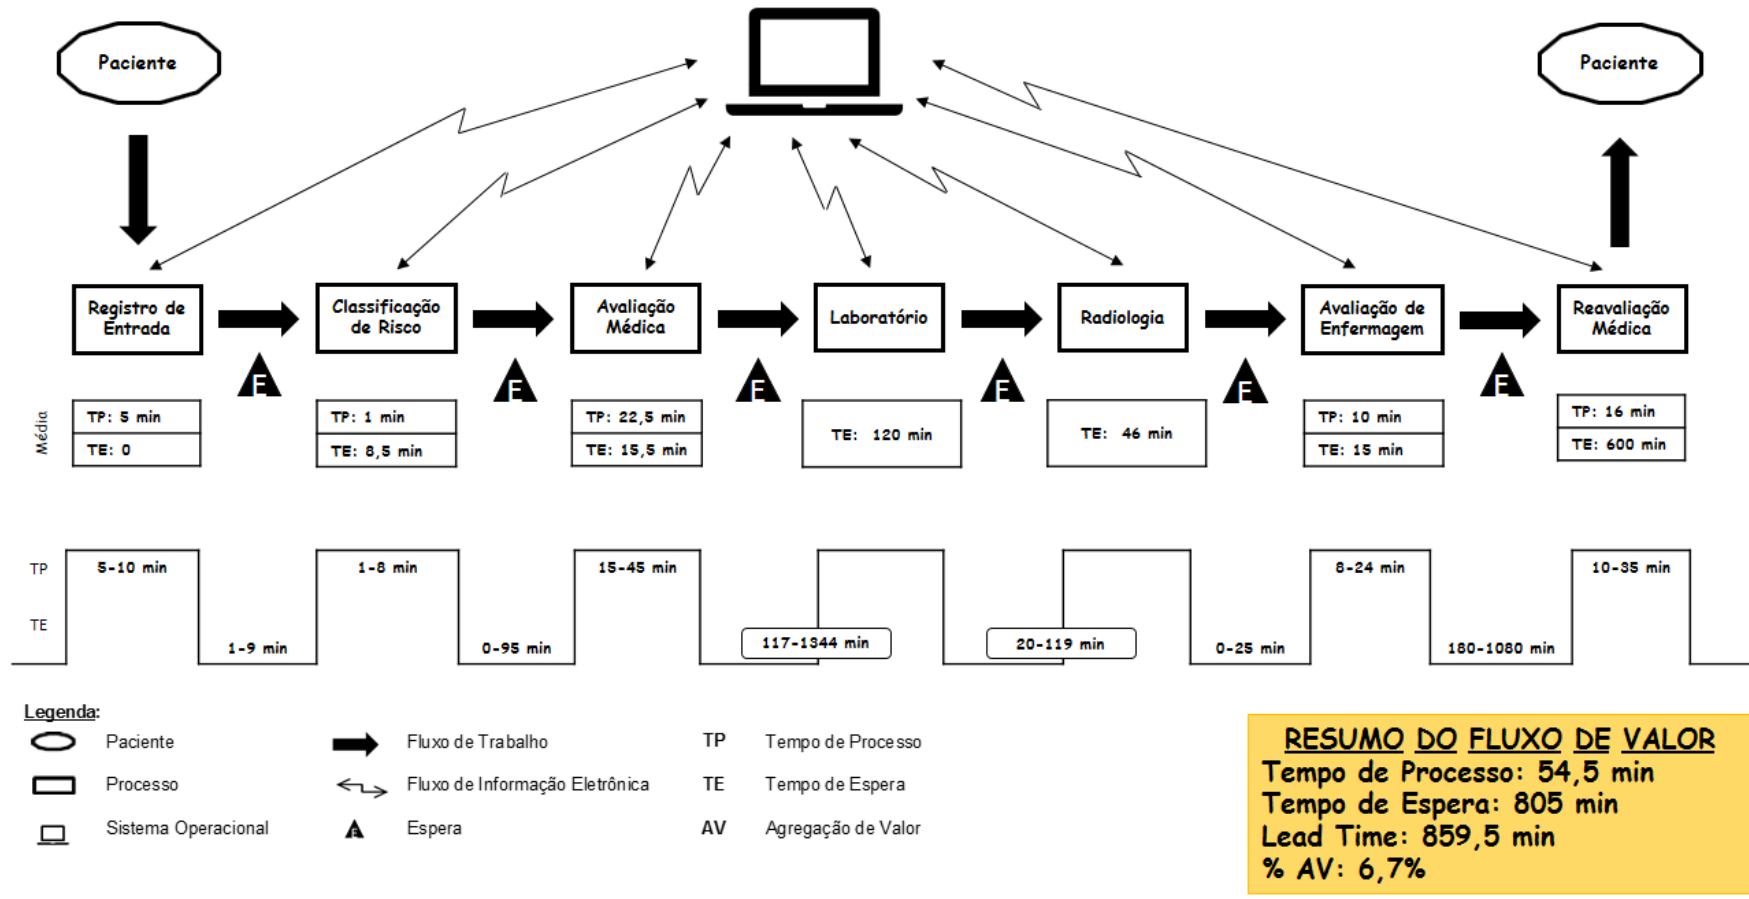 Paciente
Paciente
Registro de
Entrada
Classificação
de Risco
Avaliação
Médica
Laboratório
Radiologia
Avaliação de
Enfermagem
Reavaliação
Médica
E
E
E
E
E
E
Média
TP: 5 min
TE: 0
TP: 1 min
TE: 8,5 min
TP: 22,5 min
TE: 15,5 min
TE: 120 min
TE: 46 min
TP: 10 min
TE: 15 min
TP: 16 min
TE: 600 min
TP
5-10 min
1-8 min
15-45 min
8-24 min
10-35 min
TE
1-9 min
0-95 min
117-1344 min
20-119 min
0-25 min
180-1080 min
Legenda:
Paciente
Fluxo de Trabalho
TP Tempo de Processo
Processo
Fluxo de Informação Eletrônica
TE Tempo de Espera
Sistema Operacional
E Espera
AV Agregação de Valor
RESUMO DO FLUXO DE VALOR
Tempo de Processo: 54,5 min
Tempo de Espera: 805 min
Lead Time: 859,5 min
% AV: 6,7%